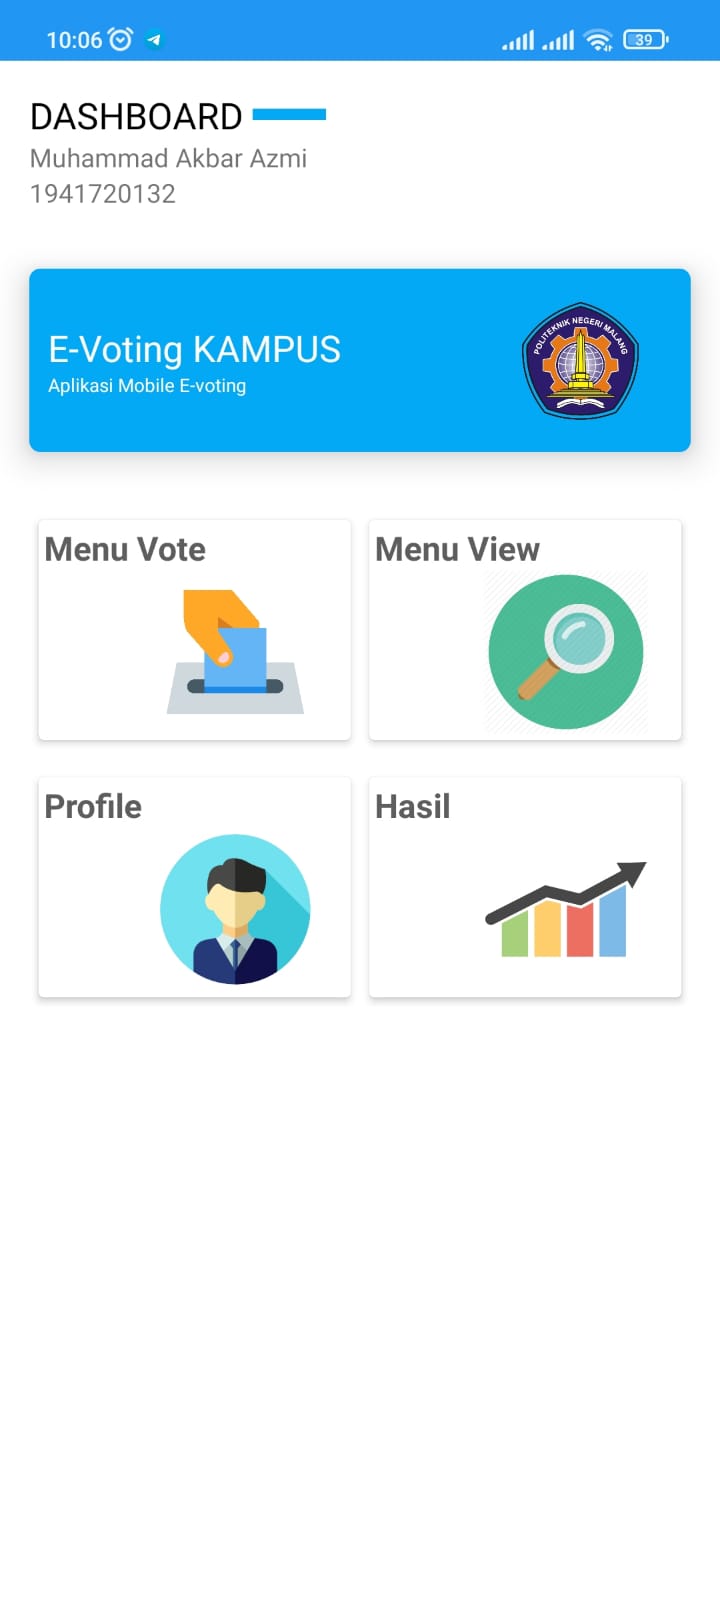 10:06
39
DASHBOARD
Muhammad Akbar Azmi
1941720132
E-Voting KAMPUS
Aplikasi Mobile E-voting
POLITEKNIK NEGERI MALANG
Menu Vote
Menu View
Profile
Hasil